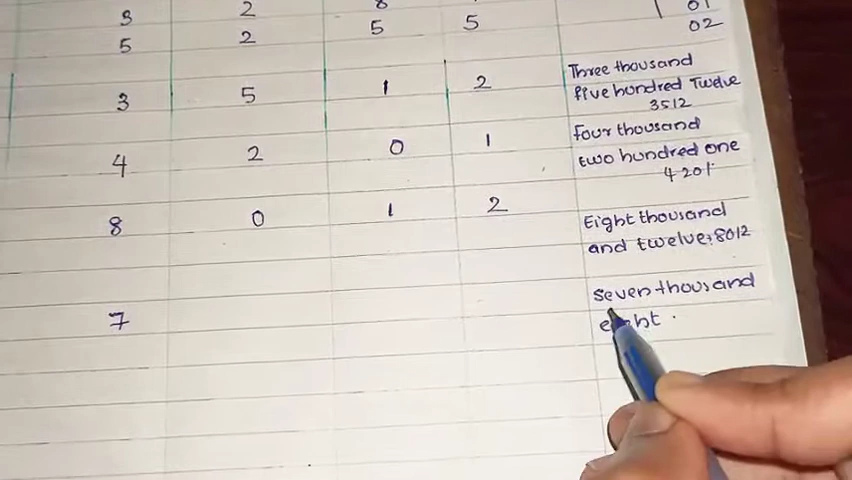 3 2 8 01
5 2 5 5 02
Three thousand
3 5 1 2 five hundred Twelve
3512
four thousand
4 2 0 1 two hundred one
4201
8 0 1 2 Eight thousand
and twelve, 8012
seven thousand
7 eight